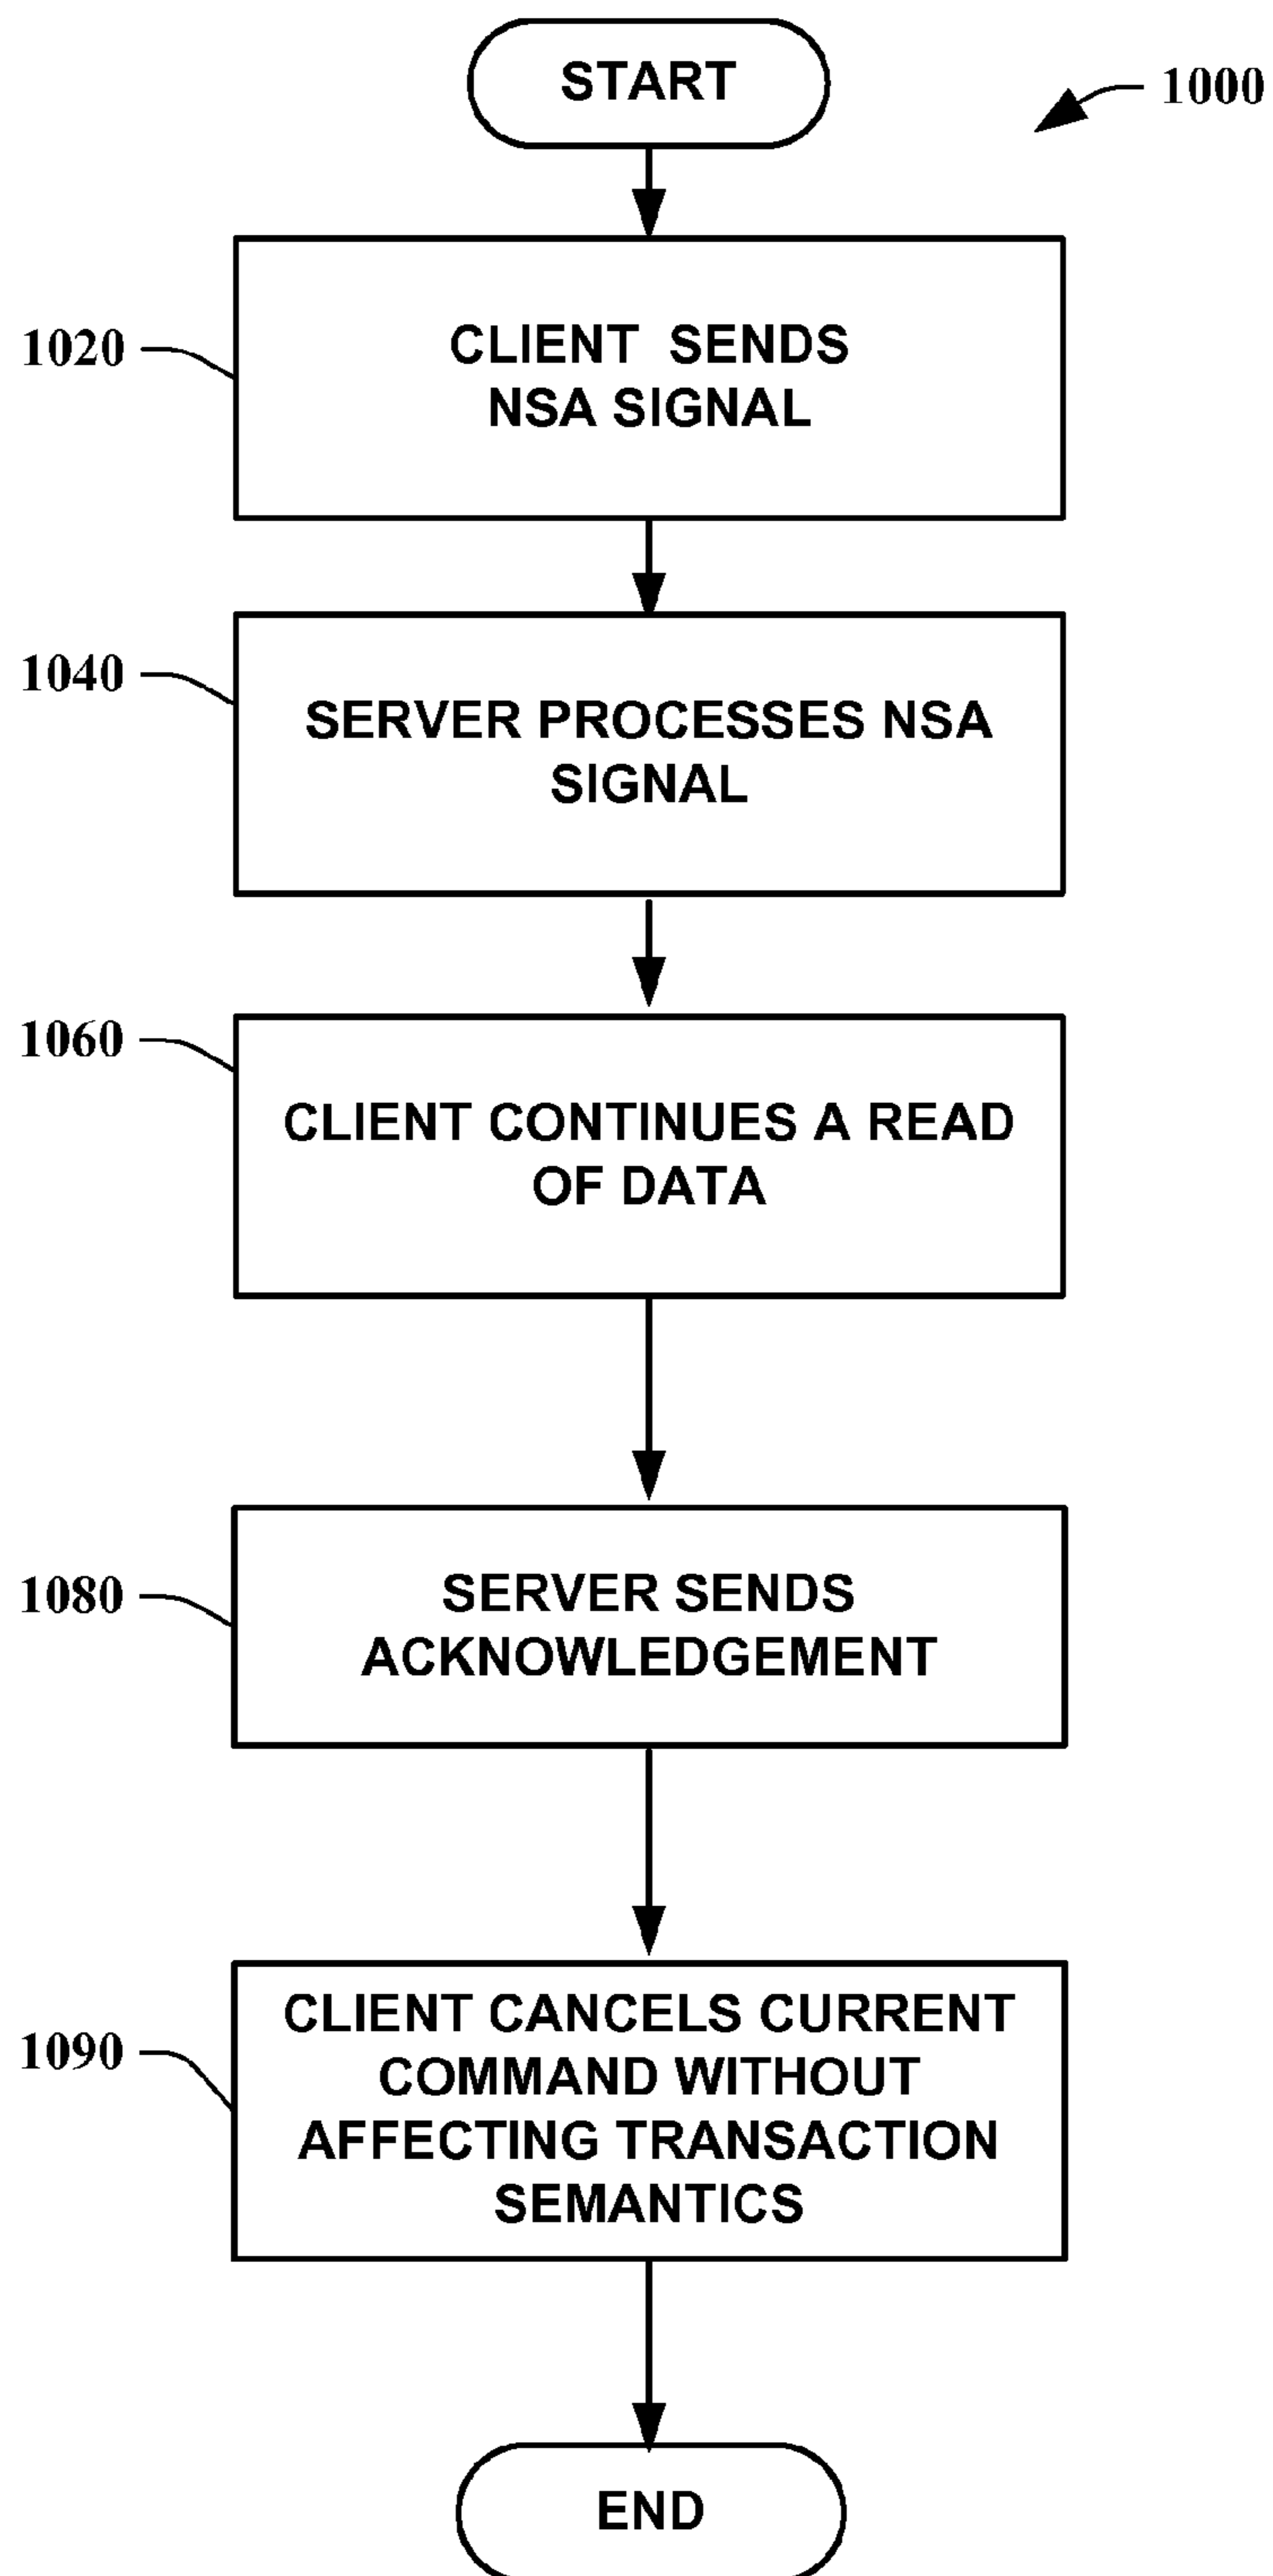 START
1000
1020
CLIENT SENDS
NSA SIGNAL
1040
SERVER PROCESSES NSA
SIGNAL
1060
CLIENT CONTINUES A READ
OF DATA
1080
SERVER SENDS
ACKNOWLEDGEMENT
1090
CLIENT CANCELS CURRENT
COMMAND WITHOUT
AFFECTING TRANSACTION
SEMANTICS
END